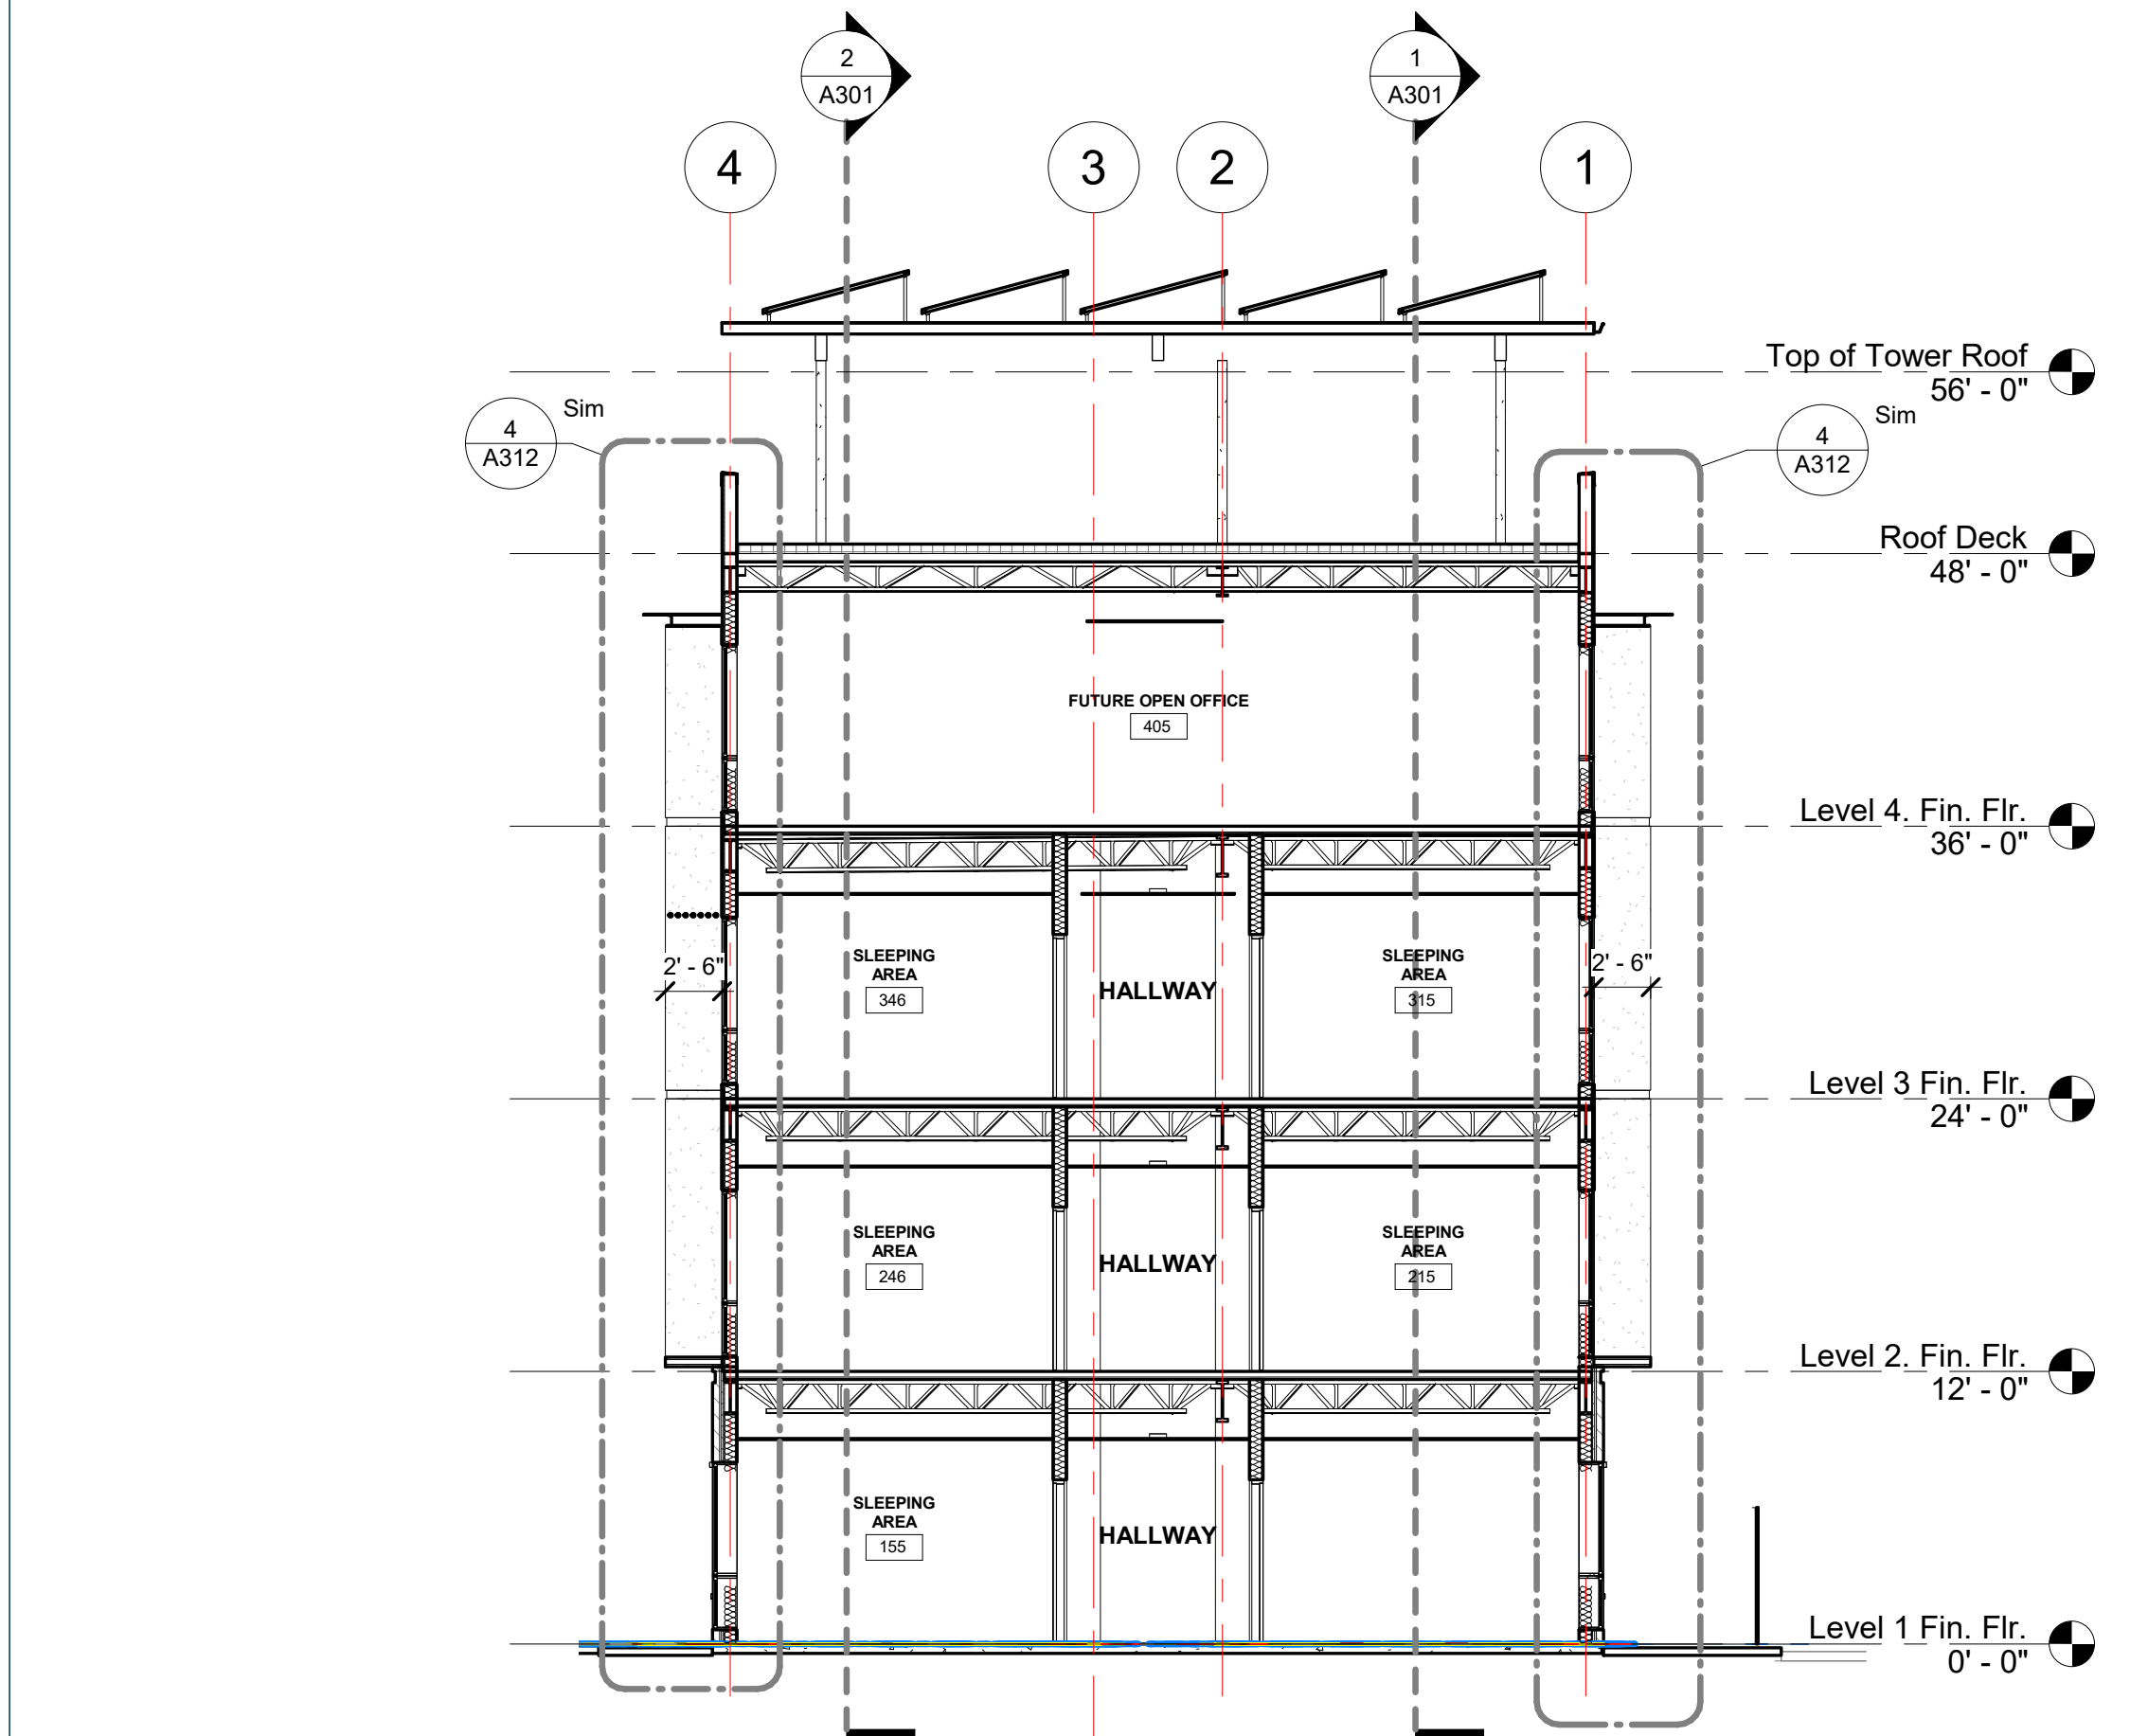 2
A301
1
A301
4
3
2
1
Top of Tower Roof
56' - 0"
4
A312
Sim
4
A312
Sim
Roof Deck
48' - 0"
FUTURE OPEN OFFICE
405
Level 4. Fin. Flr.
36' - 0"
SLEEPING
AREA
346
HALLWAY
SLEEPING
AREA
315
2' - 6"
2' - 6"
Level 3 Fin. Flr.
24' - 0"
SLEEPING
AREA
246
HALLWAY
SLEEPING
AREA
215
Level 2. Fin. Flr.
12' - 0"
SLEEPING
AREA
155
HALLWAY
Level 1 Fin. Flr.
0' - 0"